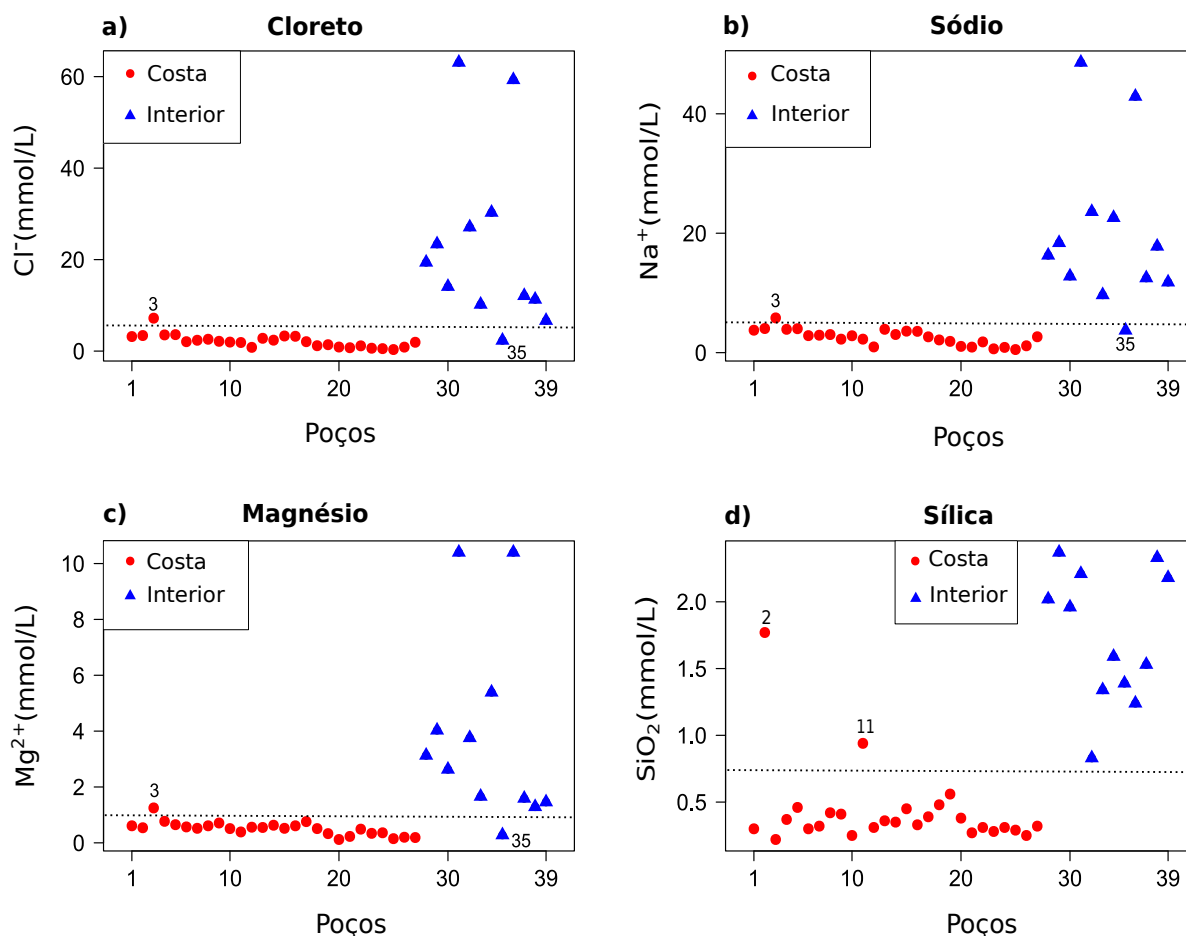 a) Cloreto
Costa
Interior
Cl⁻(mmol/L)
60
40
20
0
3
35
1 10 20 30 39
Poços
b) Sódio
Costa
Interior
Na⁺(mmol/L)
40
20
0
3
35
1 10 20 30 39
Poços
c) Magnésio
Costa
Interior
Mg²⁺(mmol/L)
10
8
6
4
2
0
3
35
1 10 20 30 39
Poços
d) Sílica
Costa
Interior
SiO₂(mmol/L)
2.0
1.5
1.0
0.5
2
11
1 10 20 30 39
Poços